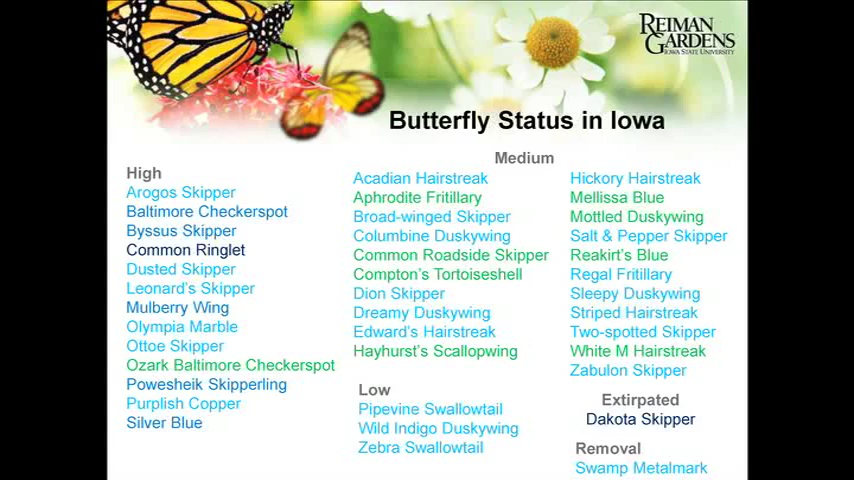 REIMAN
GARDENS
IOWA STATE UNIVERSITY
Butterfly Status in Iowa
High
Arogos Skipper
Baltimore Checkerspot
Byssus Skipper
Common Ringlet
Dusted Skipper
Leonard's Skipper
Mulberry Wing
Olympia Marble
Ottoe Skipper
Ozark Baltimore Checkerspot
Powesheik Skipperling
Purplish Copper
Silver Blue
Medium
Acadian Hairstreak
Aphrodite Fritillary
Broad-winged Skipper
Columbine Duskywing
Common Roadside Skipper
Compton's Tortoiseshell
Dion Skipper
Dreamy Duskywing
Edward's Hairstreak
Hayhurst's Scallopwing
Hickory Hairstreak
Mellissa Blue
Mottled Duskywing
Salt & Pepper Skipper
Reakirt's Blue
Regal Fritillary
Sleepy Duskywing
Striped Hairstreak
Two-spotted Skipper
White M Hairstreak
Zabulon Skipper
Low
Pipevine Swallowtail
Wild Indigo Duskywing
Zebra Swallowtail
Extirpated
Dakota Skipper
Removal
Swamp Metalmark